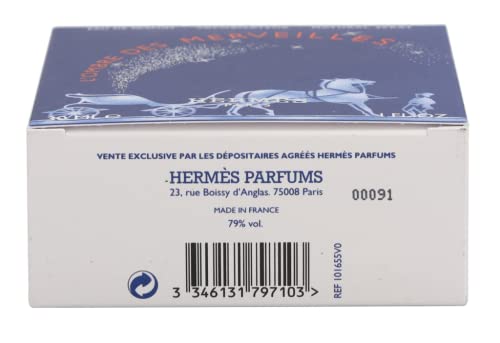 L'OMBRE DES MERVEILLES
HERMÈS
VENTE EXCLUSIVE PAR LES DÉPOSITAIRES AGRÉÉS HERMÈS PARFUMS
HERMÈS PARFUMS
23, rue Boissy d'Anglas. 75008 Paris
00091
MADE IN FRANCE
79% vol.
3 346131 797103 >
REF 101655V0